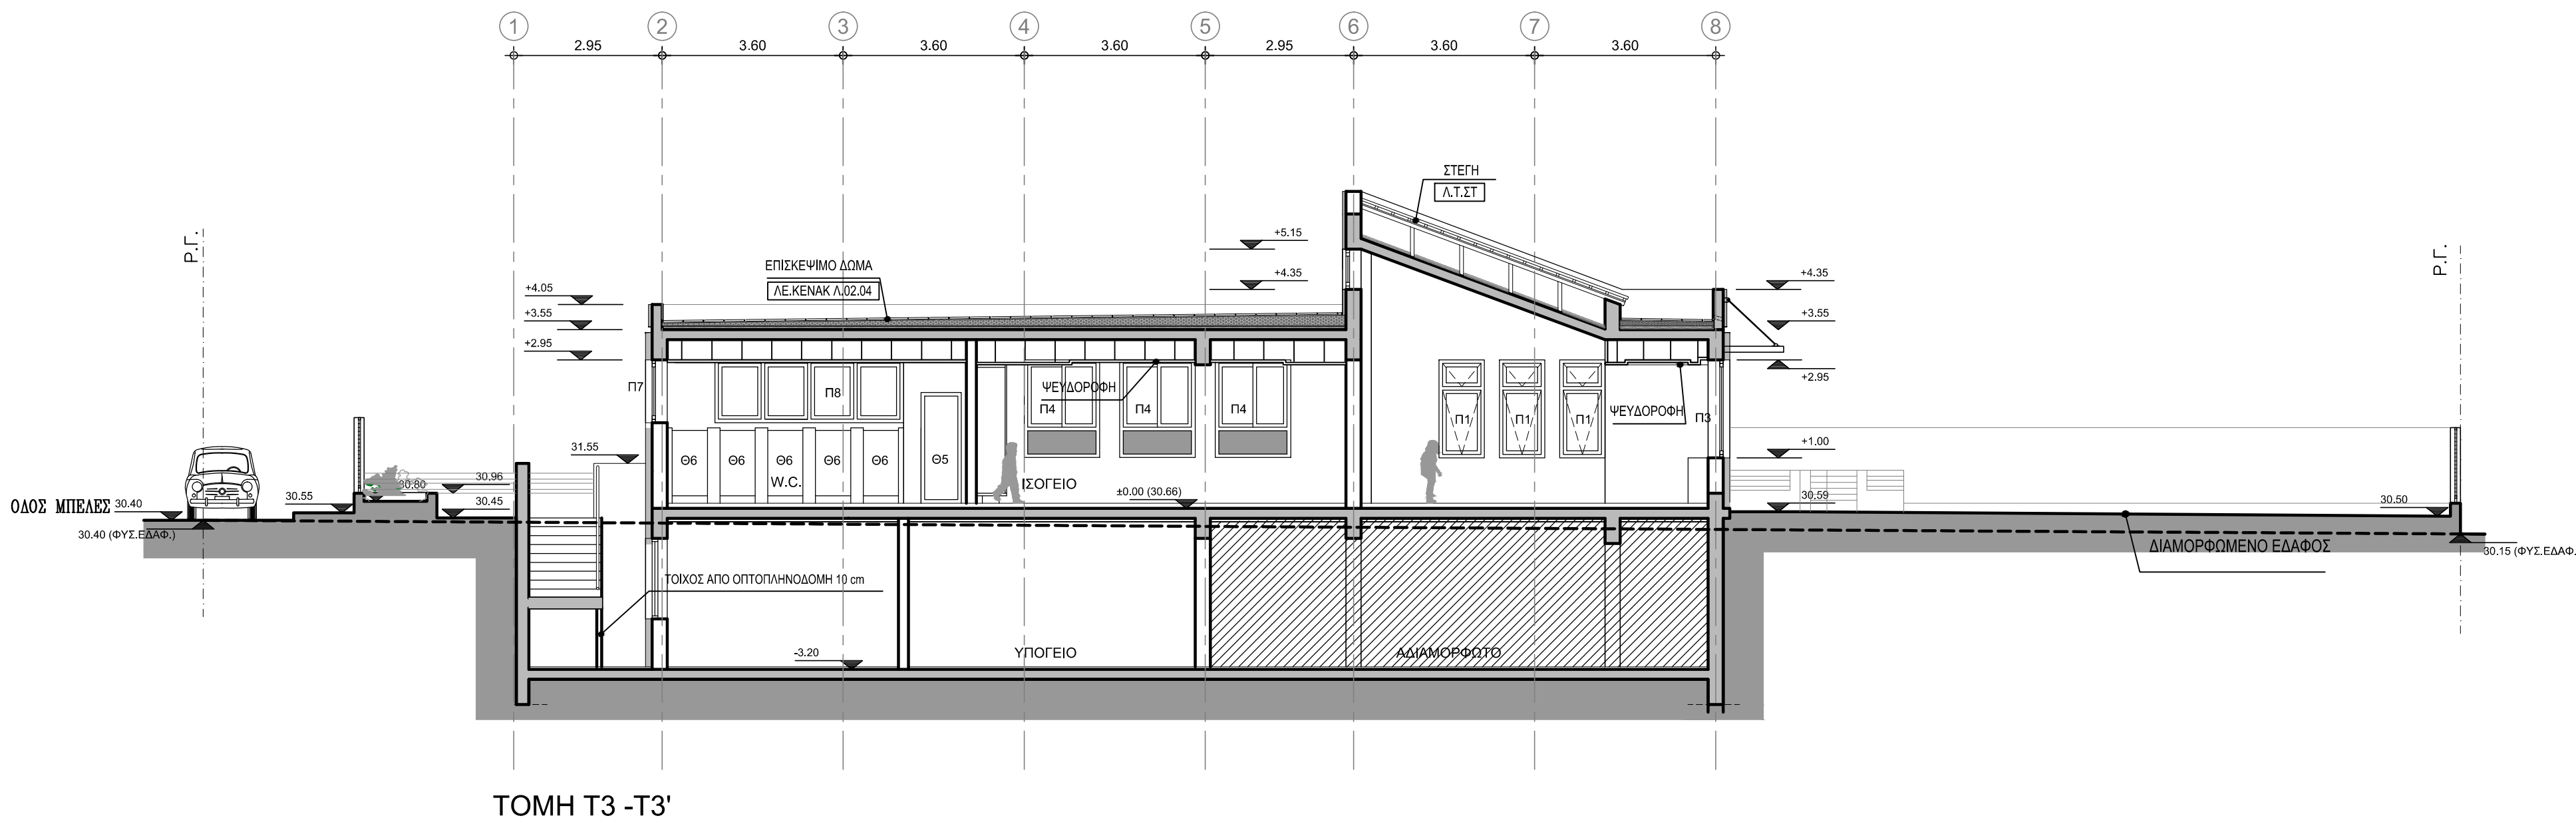 1 2 3 4 5 6 7 8
2.95 3.60 3.60 3.60 2.95 3.60 3.60
ΣΤΕΓΗ
Λ.Τ.ΣΤ
Ρ.Γ.
Ρ.Γ.
+5.15
ΕΠΙΣΚΕΨΙΜΟ ΔΩΜΑ
+4.35
+4.35
+4.05
ΛΕ.ΚΕΝΑΚ Λ.02.04
+3.55
+3.55
+2.95
+2.95
Π7
Π8
ΨΕΥΔΟΡΟΦΗ
Π4 Π4 Π4
Π1 Π1 Π1
ΨΕΥΔΟΡΟΦΗ
Π3
31.55
+1.00
Θ6 Θ6 Θ6 Θ6 Θ6 Θ5
30.96
30.80
W.C.
ΙΣΟΓΕΙΟ
±0.00 (30.66)
30.59
30.50
ΟΔΟΣ ΜΠΕΛΕΣ 30.40
30.55
30.45
30.40 (ΦΥΣ.ΕΔΑΦ.)
ΔΙΑΜΟΡΦΩΜΕΝΟ ΕΔΑΦΟΣ
30.15 (ΦΥΣ.ΕΔΑΦ.
ΤΟΙΧΟΣ ΑΠΟ ΟΠΤΟΠΛΗΝΟΔΟΜΗ 10 cm
-3.20
ΥΠΟΓΕΙΟ
ΑΔΙΑΜΟΡΦΩΤΟ
ΤΟΜΗ Τ3 -Τ3'